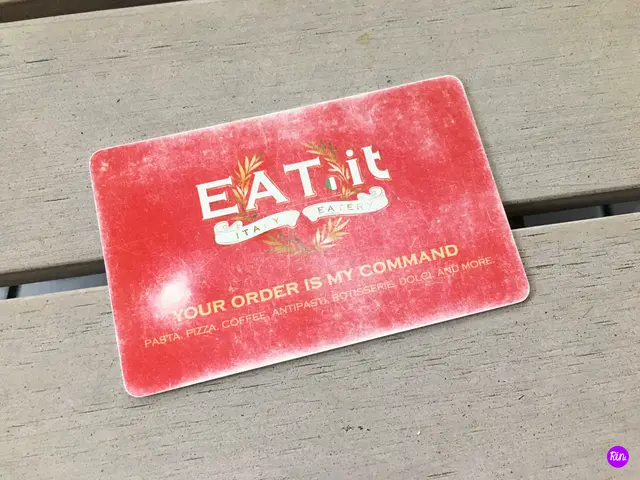 EAT.it
ITALY EATERY
YOUR ORDER IS MY COMMAND
PASTA, PIZZA, COFFEE, ANTIPASTI, ROTISSERIE, DOLCI, AND MORE.
Rin.